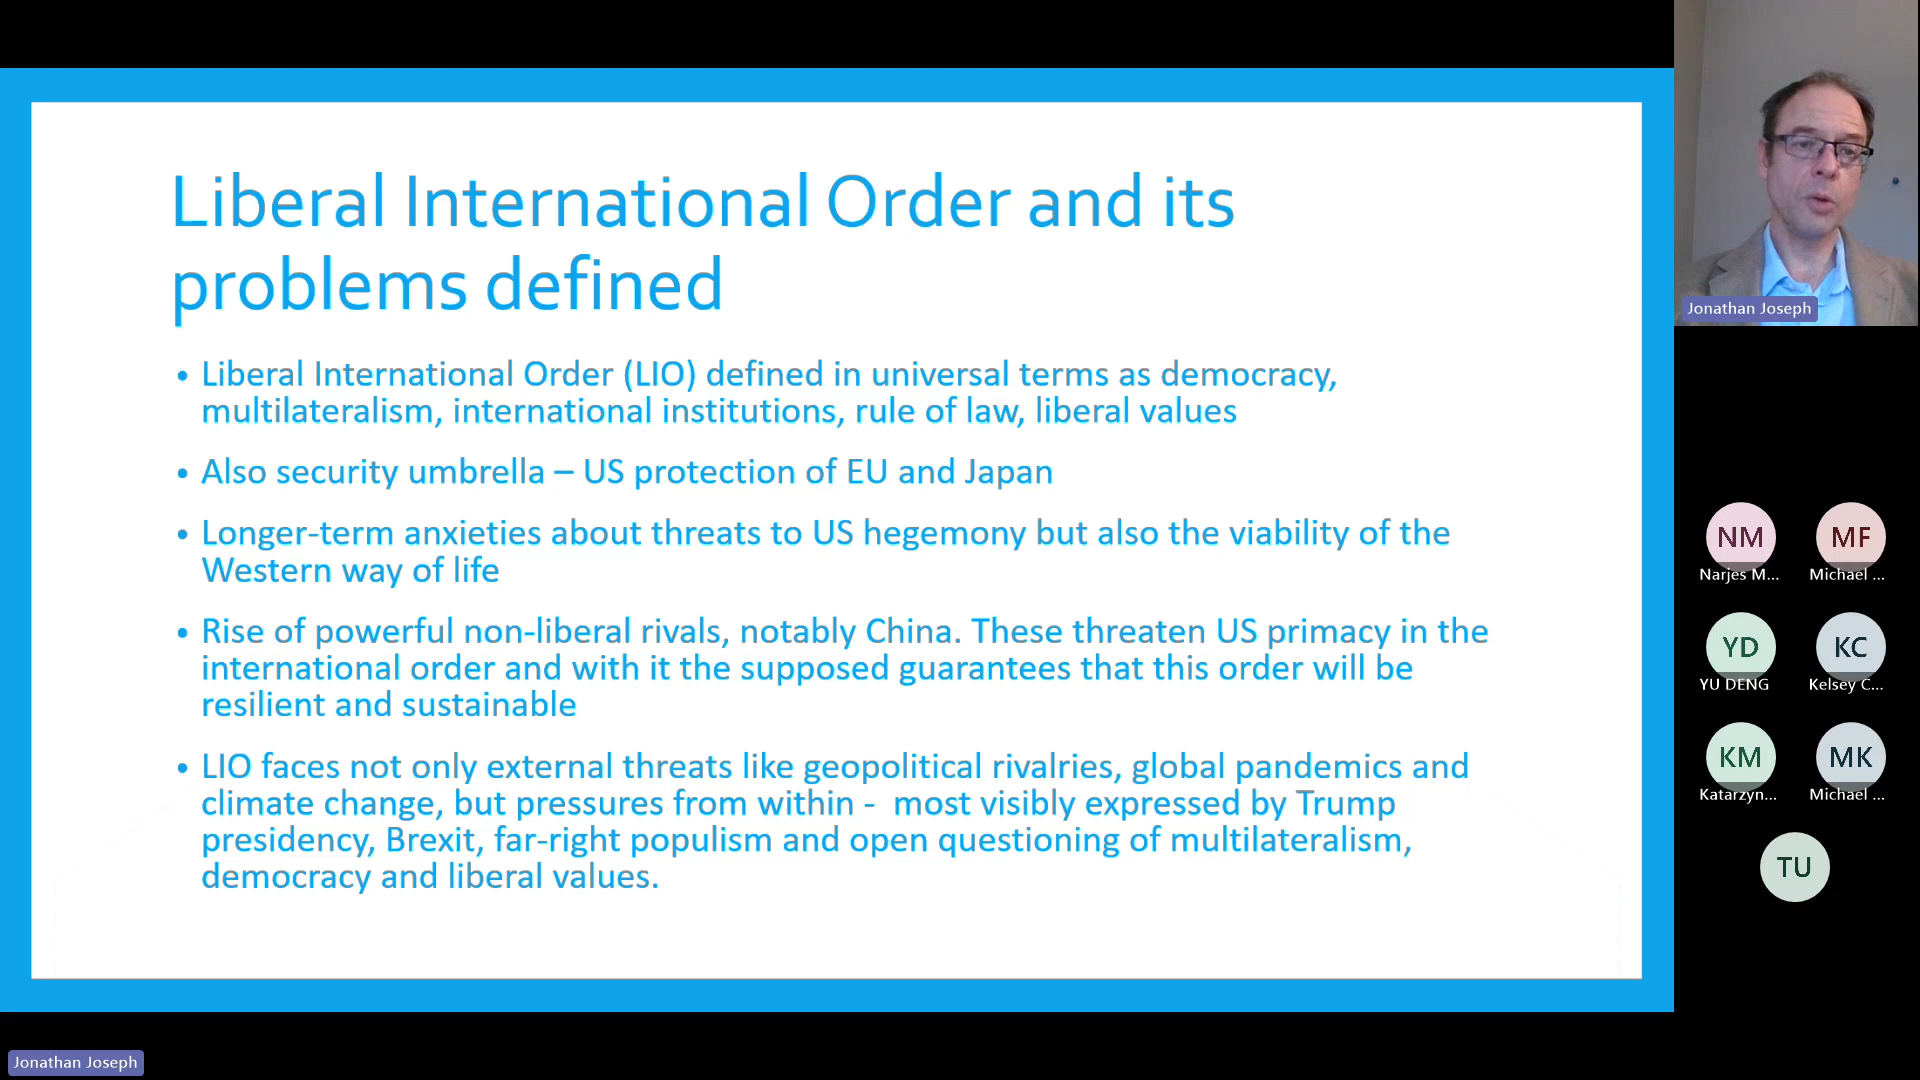 Liberal International Order and its
problems defined
• Liberal International Order (LIO) defined in universal terms as democracy,
multilateralism, international institutions, rule of law, liberal values
• Also security umbrella – US protection of EU and Japan
• Longer-term anxieties about threats to US hegemony but also the viability of the
Western way of life
• Rise of powerful non-liberal rivals, notably China. These threaten US primacy in the
international order and with it the supposed guarantees that this order will be
resilient and sustainable
• LIO faces not only external threats like geopolitical rivalries, global pandemics and
climate change, but pressures from within -  most visibly expressed by Trump
presidency, Brexit, far-right populism and open questioning of multilateralism,
democracy and liberal values.
Jonathan Joseph
NM
Narjes M...
MF
Michael ...
YD
YU DENG
KC
Kelsey C...
KM
Katarzyn...
MK
Michael ...
TU
Jonathan Joseph